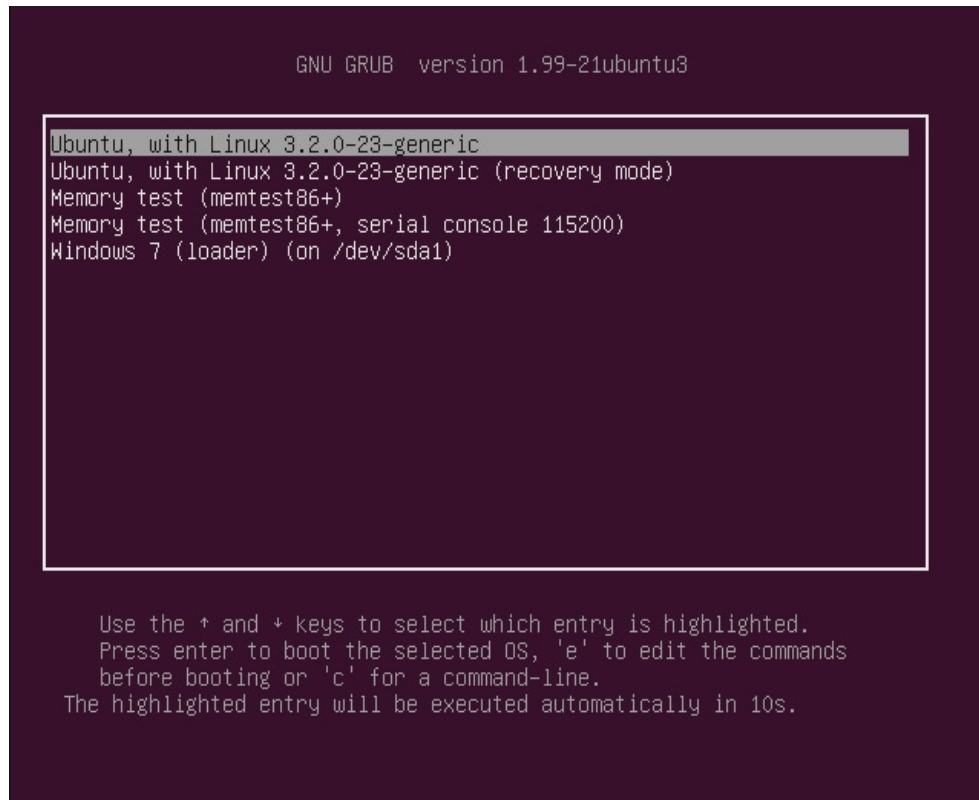 GNU GRUB  version 1.99-21ubuntu3
Ubuntu, with Linux 3.2.0-23-generic
Ubuntu, with Linux 3.2.0-23-generic (recovery mode)
Memory test (memtest86+)
Memory test (memtest86+, serial console 115200)
Windows 7 (loader) (on /dev/sda1)
Use the ↑ and ↓ keys to select which entry is highlighted.
Press enter to boot the selected OS, 'e' to edit the commands
before booting or 'c' for a command-line.
The highlighted entry will be executed automatically in 10s.